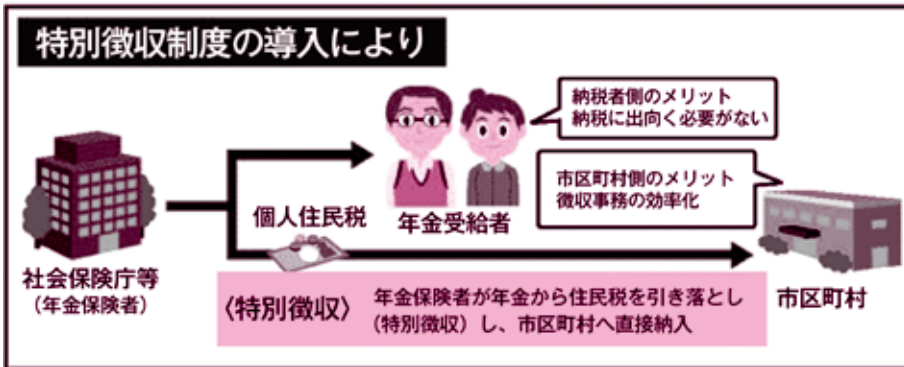 特別徴収制度の導入により
納税者側のメリット
納税に出向く必要がない
市区町村側のメリット
徴収事務の効率化
個人住民税
年金受給者
社会保険庁等
（年金保険者）
市区町村
〈特別徴収〉
年金保険者が年金から住民税を引き落とし
（特別徴収）し、市区町村へ直接納入